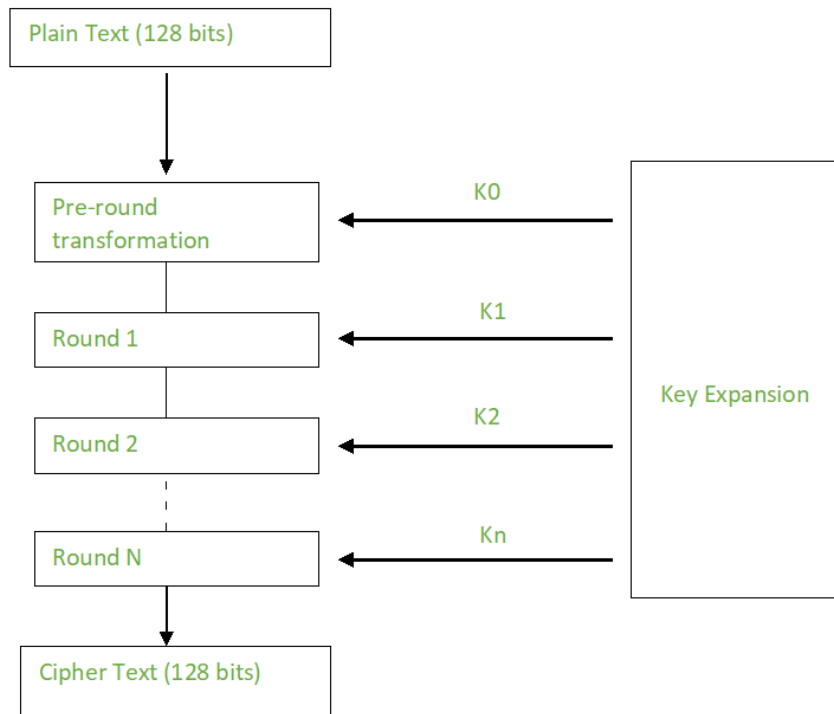 Plain Text (128 bits)
Pre-round
transformation
K0
Round 1
K1
Round 2
K2
Key Expansion
Round N
Kn
Cipher Text (128 bits)